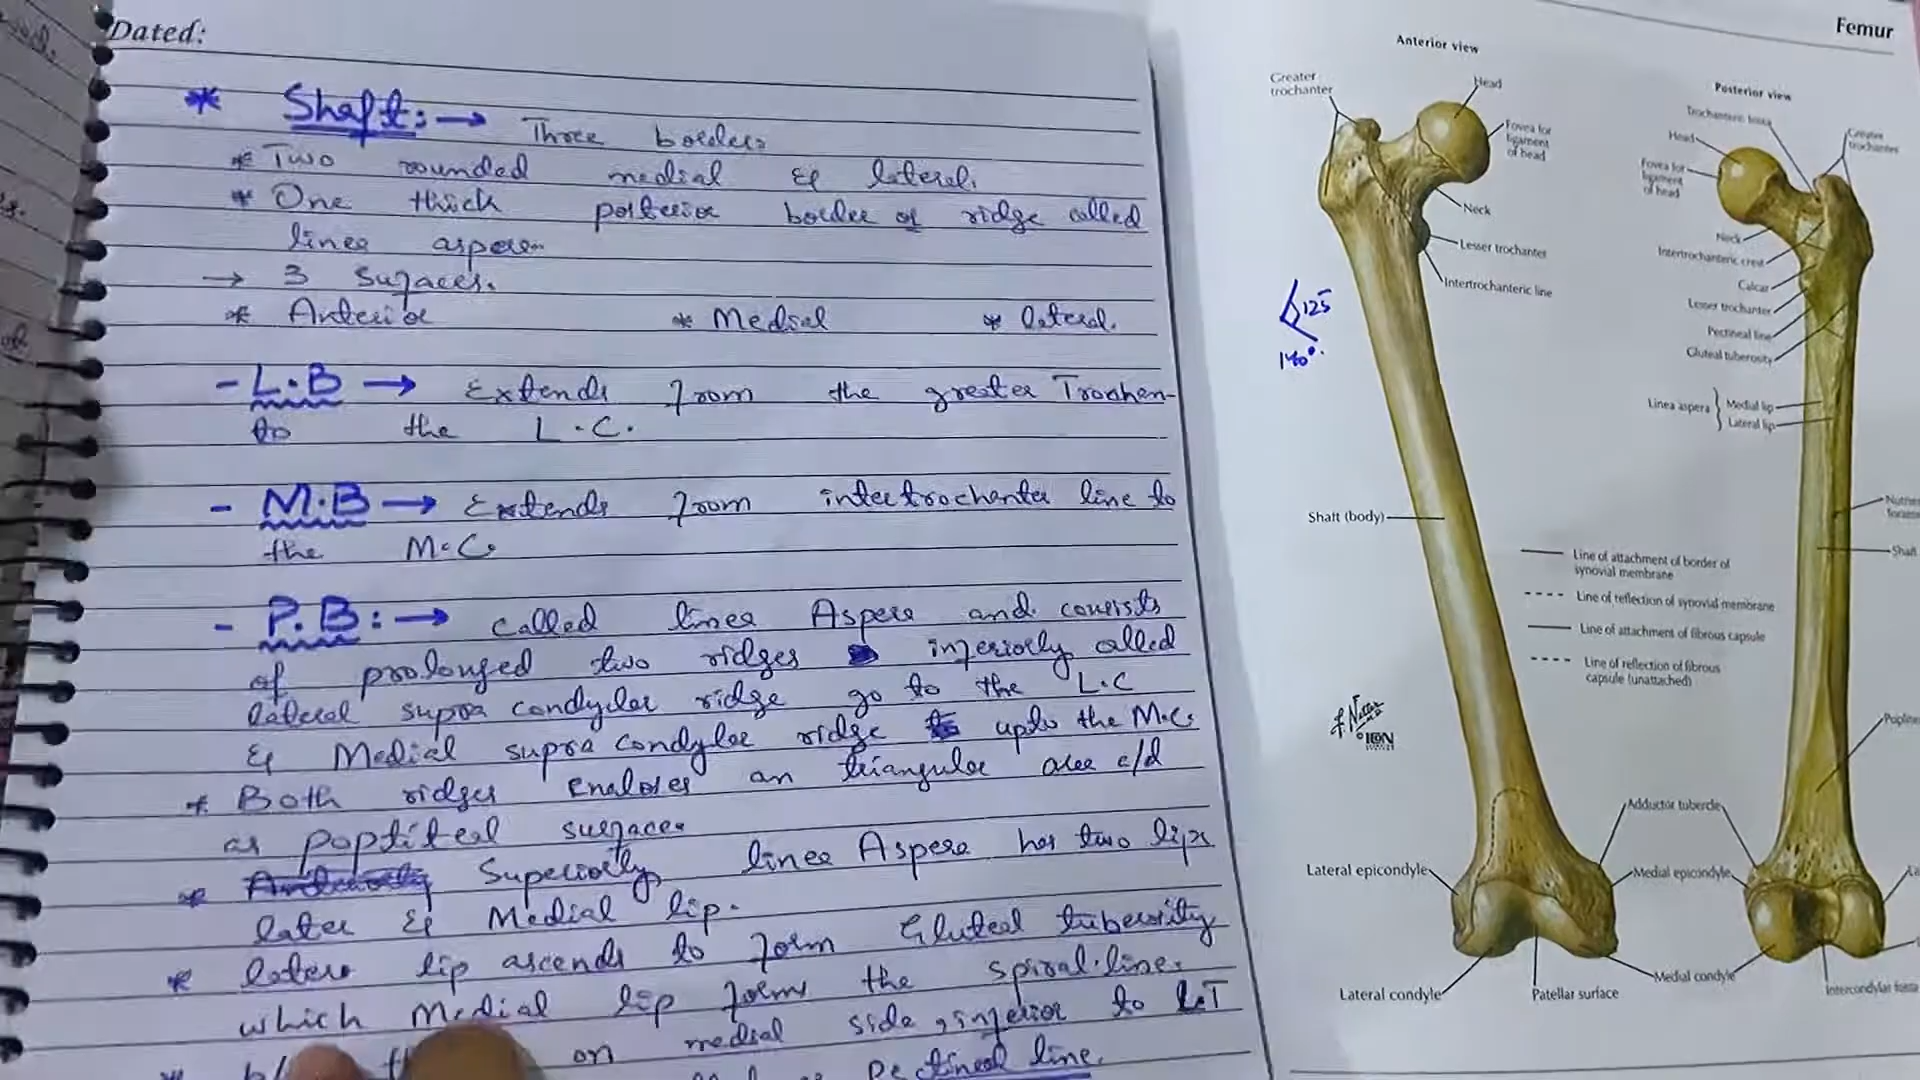 Dated:
* Shaft: → Three borders
* Two rounded medial & lateral.
* One thick posterior border or ridge called
linea aspera
→ 3 surfaces.
* Anterior * Medial * lateral.
- L.B → Extends from the greater Trochen-
to the L.C.
- M.B → Extends from intertrochanter line to
the M.C.
- P.B: → called linea Aspera and consists
of prolonged two ridges inferiorly called
lateral supra condylar ridge go to the L.C
& Medial supra condylar ridge upto the M.C.
* Both ridges encloses an triangular area c/d
as popliteal surface.
* Superiorly linea Aspera has two lips
later & Medial lip.
* latera lip ascends to form Gluteal tuberosity
which Medial lip forms the spiral line.
on medial side, inferior to L.T
Pectineal line.
Femur
Anterior view
Greater
trochanter
Head
Fovea for
ligament
of head
Neck
Lesser trochanter
Intertrochanteric line
125
140°.
Shaft (body)
Line of attachment of border of
synovial membrane
Line of reflection of synovial membrane
Line of attachment of fibrous capsule
Line of reflection of fibrous
capsule (unattached)
F. Netter
M.D.
© ICON
Adductor tubercle
Lateral epicondyle
Medial epicondyle
Lateral condyle
Patellar surface
Medial condyle
Posterior view
Trochanteric fossa
Head
Greater
trochanter
Fovea for
ligament
of head
Neck
Intertrochanteric crest
Calcar
Lesser trochanter
Pectineal line
Gluteal tuberosity
Linea aspera
Medial lip
Lateral lip
Shaft
Intercondylar fossa